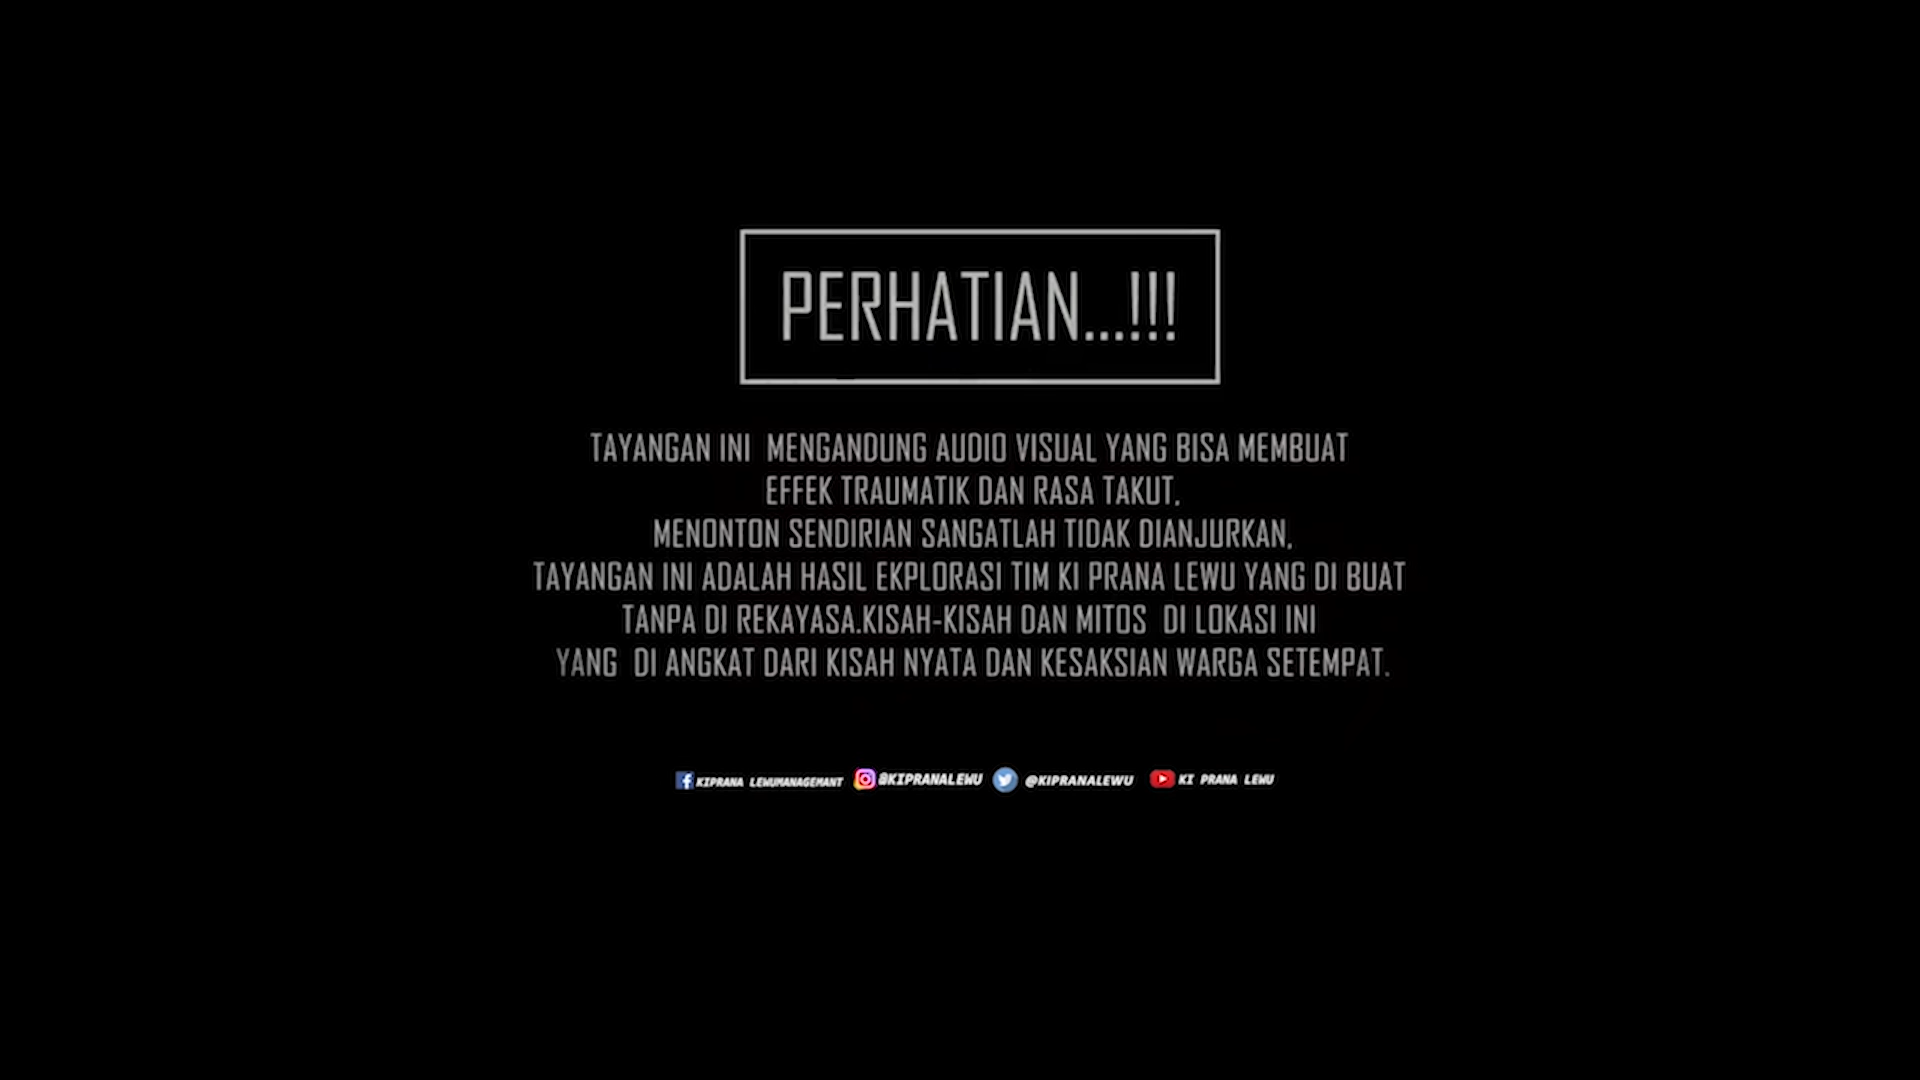 PERHATIAN...!!!
TAYANGAN INI MENGANDUNG AUDIO VISUAL YANG BISA MEMBUAT
EFFEK TRAUMATIK DAN RASA TAKUT,
MENONTON SENDIRIAN SANGATLAH TIDAK DIANJURKAN,
TAYANGAN INI ADALAH HASIL EKPLORASI TIM KI PRANA LEWU YANG DI BUAT
TANPA DI REKAYASA.KISAH-KISAH DAN MITOS DI LOKASI INI
YANG DI ANGKAT DARI KISAH NYATA DAN KESAKSIAN WARGA SETEMPAT.
KIPRANA LEWUMANAGEMANT @KIPRANALEWU @KIPRANALEWU KI PRANA LEWU